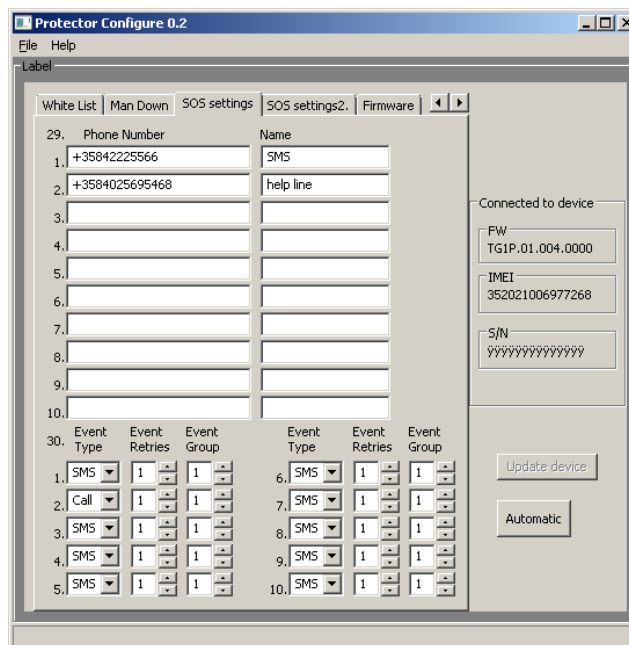 Protector Configure 0.2
File Help
Label
White List Man Down SOS settings SOS settings2. Firmware
29. Phone Number Name
1. +35842225566 SMS
2. +3584025695468 help line
3.
4.
5.
6.
7.
8.
9.
10.
30. Event Type Event Retries Event Group Event Type Event Retries Event Group
1. SMS 1 1 6. SMS 1 1
2. Call 1 1 7. SMS 1 1
3. SMS 1 1 8. SMS 1 1
4. SMS 1 1 9. SMS 1 1
5. SMS 1 1 10. SMS 1 1
Connected to device
FW
TG1P.01.004.0000
IMEI
352021006977268
S/N
ÿÿÿÿÿÿÿÿÿÿÿÿÿÿ
Update device
Automatic